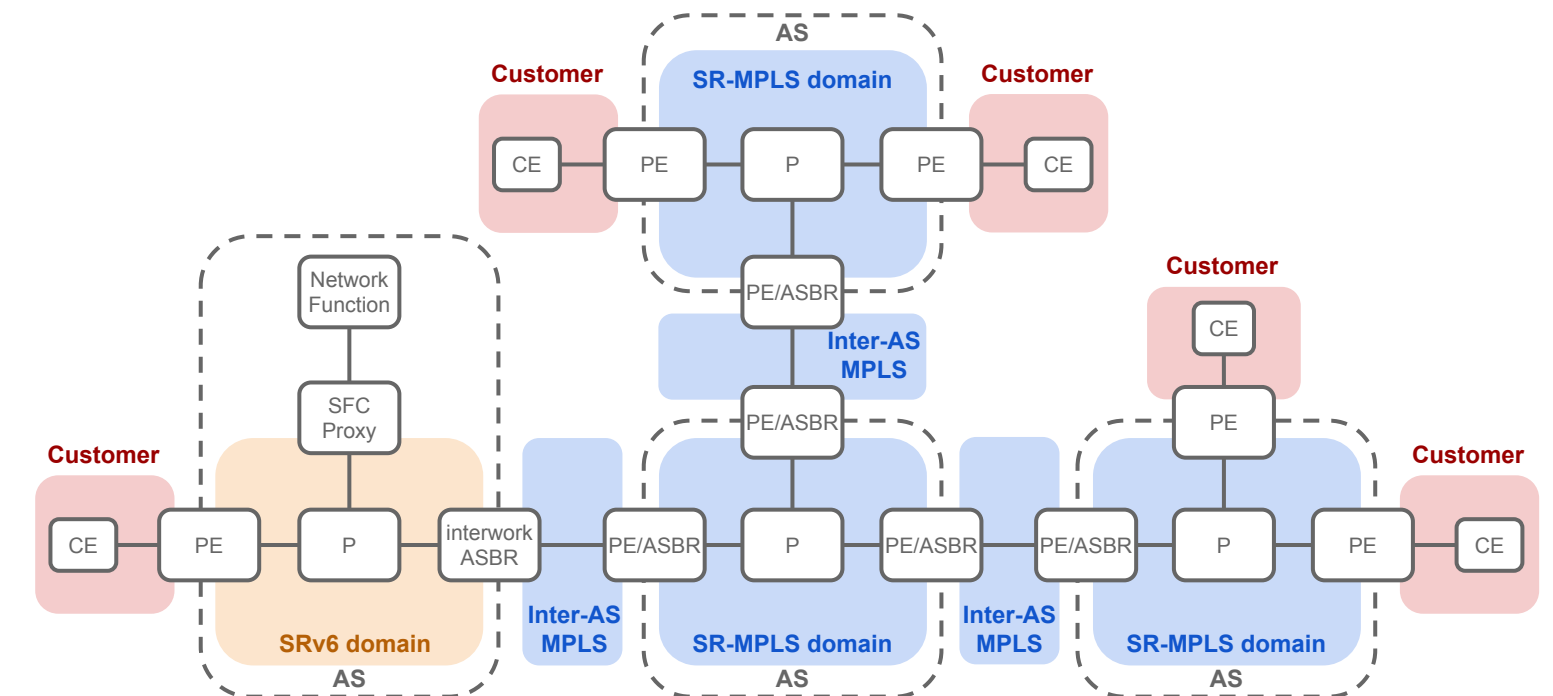 AS
SR-MPLS domain
Customer
Customer
CE
PE
P
PE
CE
PE/ASBR
Inter-AS
MPLS
Network
Function
SFC
Proxy
Customer
CE
PE/ASBR
PE
Customer
Customer
CE
PE
P
interwork
ASBR
PE/ASBR
P
PE/ASBR
PE/ASBR
P
PE
CE
SRv6 domain
Inter-AS
MPLS
SR-MPLS domain
Inter-AS
MPLS
SR-MPLS domain
AS
AS
AS